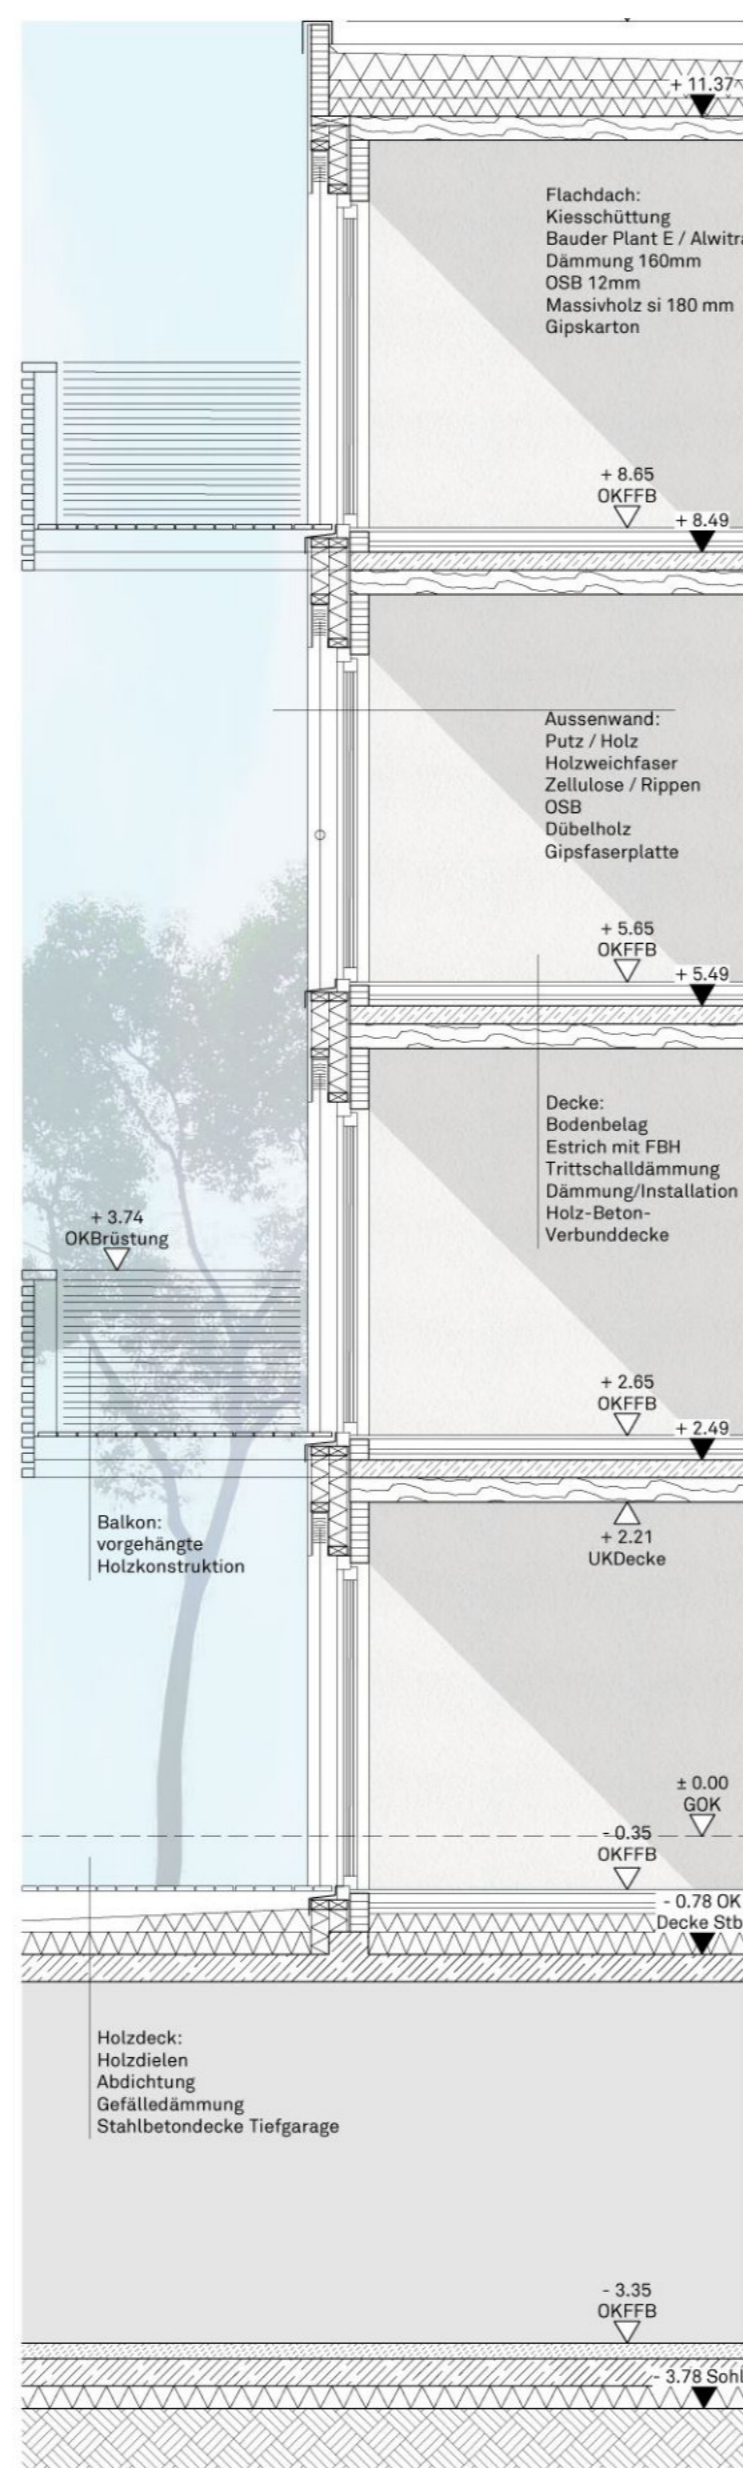 + 11.37
Flachdach:
Kiesschüttung
Bauder Plant E / Alwitra
Dämmung 160mm
OSB 12mm
Massivholz si 180 mm
Gipskarton
+ 8.65
OKFFB
+ 8.49
Aussenwand:
Putz / Holz
Holzweichfaser
Zellulose / Rippen
OSB
Dübelholz
Gipsfaserplatte
+ 5.65
OKFFB
+ 5.49
Decke:
Bodenbelag
Estrich mit FBH
Trittschalldämmung
Dämmung/Installation
Holz-Beton-
Verbunddecke
+ 3.74
OKBrüstung
+ 2.65
OKFFB
+ 2.49
Balkon:
vorgehängte
Holzkonstruktion
+ 2.21
UKDecke
± 0.00
GOK
- 0.35
OKFFB
- 0.78 OK
Decke Stb
Holzdeck:
Holzdielen
Abdichtung
Gefälledämmung
Stahlbetondecke Tiefgarage
- 3.35
OKFFB
- 3.78 Sohl